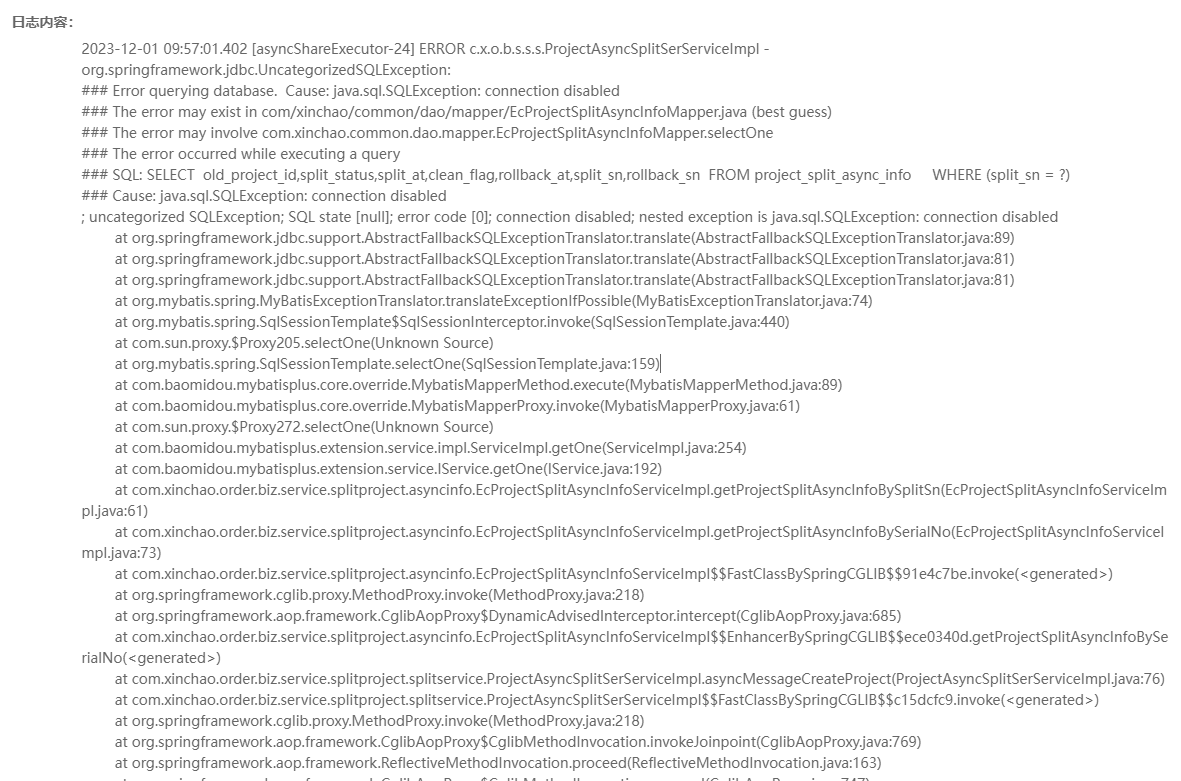 日志内容：
2023-12-01 09:57:01.402 [asyncShareExecutor-24] ERROR c.x.o.b.s.s.s.ProjectAsyncSplitSerServiceImpl -
org.springframework.jdbc.UncategorizedSQLException:
### Error querying database.  Cause: java.sql.SQLException: connection disabled
### The error may exist in com/xinchao/common/dao/mapper/EcProjectSplitAsyncInfoMapper.java (best guess)
### The error may involve com.xinchao.common.dao.mapper.EcProjectSplitAsyncInfoMapper.selectOne
### The error occurred while executing a query
### SQL: SELECT  old_project_id,split_status,split_at,clean_flag,rollback_at,split_sn,rollback_sn  FROM project_split_async_info     WHERE (split_sn = ?)
### Cause: java.sql.SQLException: connection disabled
; uncategorized SQLException; SQL state [null]; error code [0]; connection disabled; nested exception is java.sql.SQLException: connection disabled
at org.springframework.jdbc.support.AbstractFallbackSQLExceptionTranslator.translate(AbstractFallbackSQLExceptionTranslator.java:89)
at org.springframework.jdbc.support.AbstractFallbackSQLExceptionTranslator.translate(AbstractFallbackSQLExceptionTranslator.java:81)
at org.springframework.jdbc.support.AbstractFallbackSQLExceptionTranslator.translate(AbstractFallbackSQLExceptionTranslator.java:81)
at org.mybatis.spring.MyBatisExceptionTranslator.translateExceptionIfPossible(MyBatisExceptionTranslator.java:74)
at org.mybatis.spring.SqlSessionTemplate$SqlSessionInterceptor.invoke(SqlSessionTemplate.java:440)
at com.sun.proxy.$Proxy205.selectOne(Unknown Source)
at org.mybatis.spring.SqlSessionTemplate.selectOne(SqlSessionTemplate.java:159)
at com.baomidou.mybatisplus.core.override.MybatisMapperMethod.execute(MybatisMapperMethod.java:89)
at com.baomidou.mybatisplus.core.override.MybatisMapperProxy.invoke(MybatisMapperProxy.java:61)
at com.sun.proxy.$Proxy272.selectOne(Unknown Source)
at com.baomidou.mybatisplus.extension.service.impl.ServiceImpl.getOne(ServiceImpl.java:254)
at com.baomidou.mybatisplus.extension.service.IService.getOne(IService.java:192)
at com.xinchao.order.biz.service.splitproject.asyncinfo.EcProjectSplitAsyncInfoServiceImpl.getProjectSplitAsyncInfoBySplitSn(EcProjectSplitAsyncInfoServiceIm
pl.java:61)
at com.xinchao.order.biz.service.splitproject.asyncinfo.EcProjectSplitAsyncInfoServiceImpl.getProjectSplitAsyncInfoBySerialNo(EcProjectSplitAsyncInfoServiceI
mpl.java:73)
at com.xinchao.order.biz.service.splitproject.asyncinfo.EcProjectSplitAsyncInfoServiceImpl$$FastClassBySpringCGLIB$$91e4c7be.invoke(<generated>)
at org.springframework.cglib.proxy.MethodProxy.invoke(MethodProxy.java:218)
at org.springframework.aop.framework.CglibAopProxy$DynamicAdvisedInterceptor.intercept(CglibAopProxy.java:685)
at com.xinchao.order.biz.service.splitproject.asyncinfo.EcProjectSplitAsyncInfoServiceImpl$$EnhancerBySpringCGLIB$$ece0340d.getProjectSplitAsyncInfoBySe
rialNo(<generated>)
at com.xinchao.order.biz.service.splitproject.splitservice.ProjectAsyncSplitSerServiceImpl.asyncMessageCreateProject(ProjectAsyncSplitSerServiceImpl.java:76)
at com.xinchao.order.biz.service.splitproject.splitservice.ProjectAsyncSplitSerServiceImpl$$FastClassBySpringCGLIB$$c15dcfc9.invoke(<generated>)
at org.springframework.cglib.proxy.MethodProxy.invoke(MethodProxy.java:218)
at org.springframework.aop.framework.CglibAopProxy$CglibMethodInvocation.invokeJoinpoint(CglibAopProxy.java:769)
at org.springframework.aop.framework.ReflectiveMethodInvocation.proceed(ReflectiveMethodInvocation.java:163)